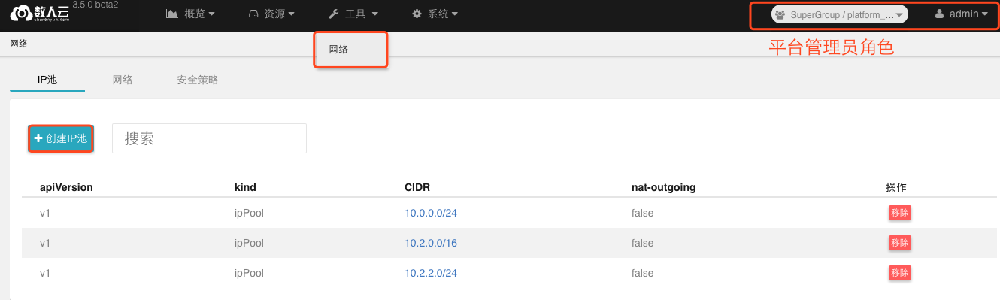 数人云 3.5.0 beta2 概览 资源 工具 系统 SuperGroup / platform_... admin
shurenyun.com
网络 网络 平台管理员角色
IP池 网络 安全策略
创建IP池 搜索
apiVersion kind CIDR nat-outgoing 操作
v1 ipPool 10.0.0.0/24 false 移除
v1 ipPool 10.2.0.0/16 false 移除
v1 ipPool 10.2.2.0/24 false 移除